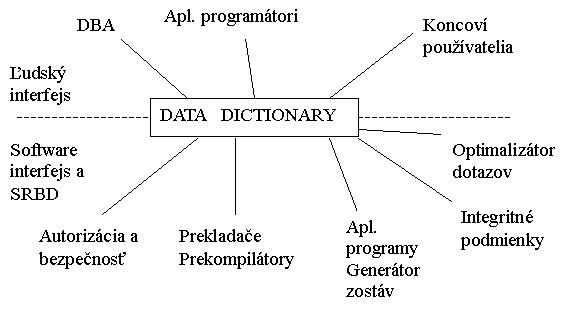 DBA
Apl. programátori
Koncoví
používatelia
Ľudský
interfejs
DATA DICTIONARY
Software
interfejs a
SRBD
Optimalizátor
dotazov
Integritné
podmienky
Autorizácia a
bezpečnosť
Prekladače
Prekompilátory
Apl.
programy
Generátor
zostáv